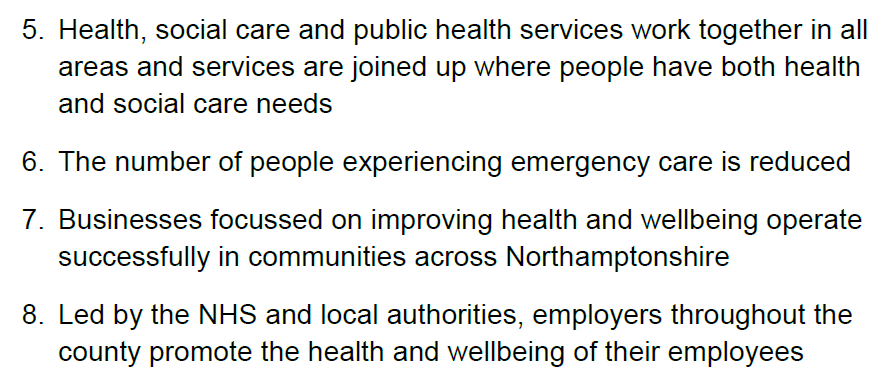 5. Health, social care and public health services work together in all
areas and services are joined up where people have both health
and social care needs
6. The number of people experiencing emergency care is reduced
7. Businesses focussed on improving health and wellbeing operate
successfully in communities across Northamptonshire
8. Led by the NHS and local authorities, employers throughout the
county promote the health and wellbeing of their employees